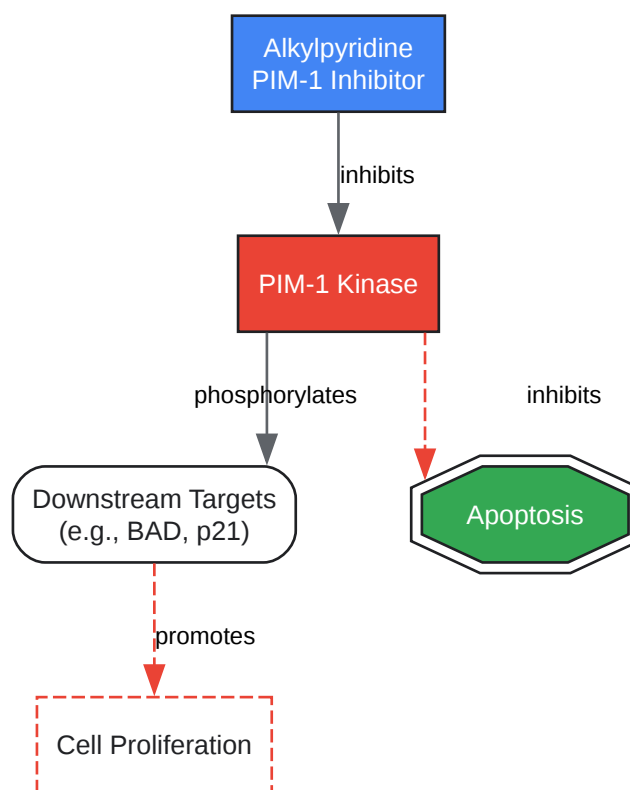 Alkylpyridine
PIM-1 Inhibitor
inhibits
PIM-1 Kinase
phosphorylates
inhibits
Downstream Targets
(e.g., BAD, p21)
Apoptosis
promotes
Cell Proliferation